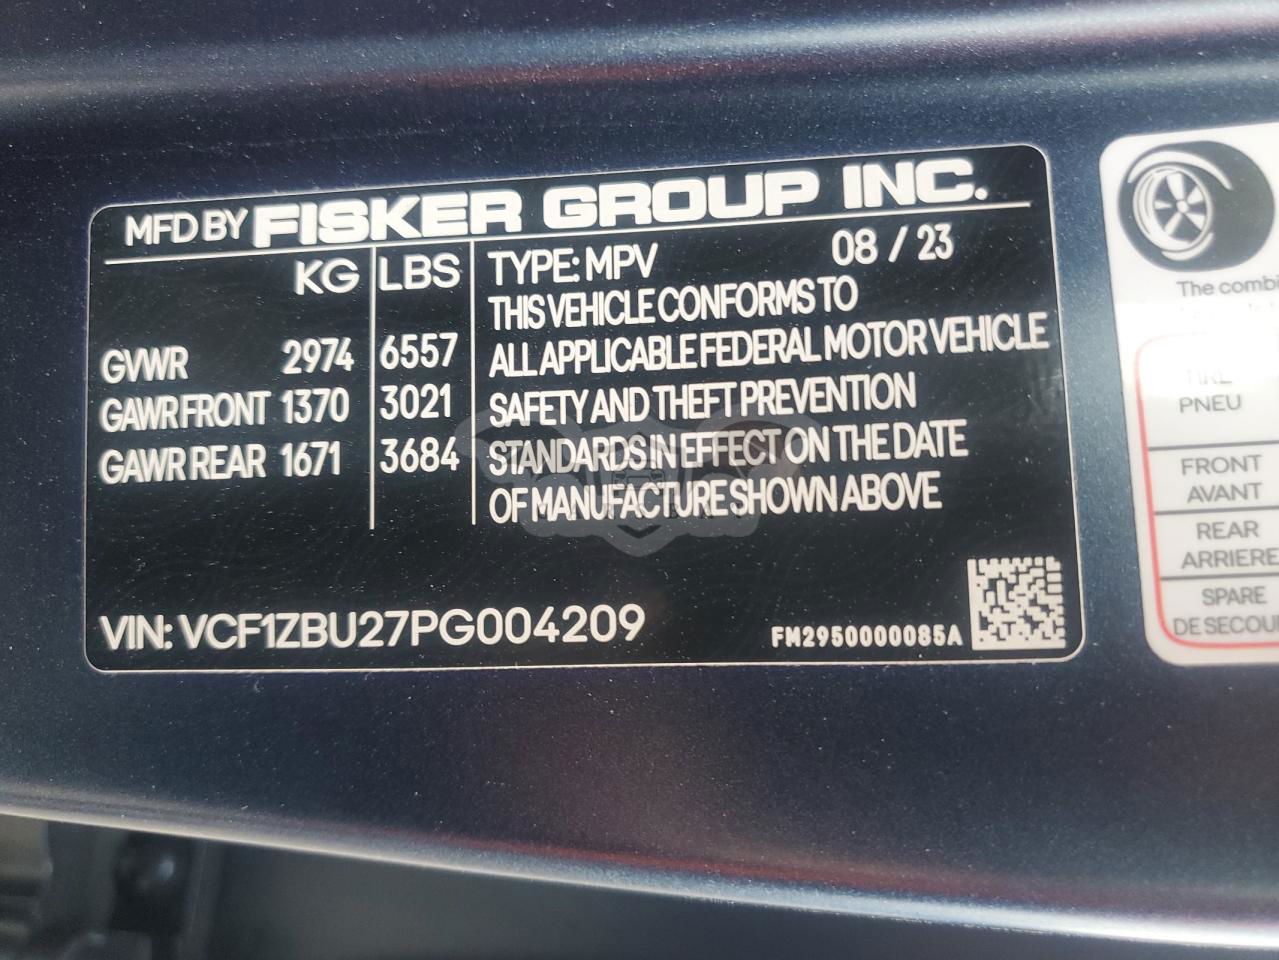 MFD BY FISKER GROUP INC.
KG LBS
GVWR 2974 6557
GAWR FRONT 1370 3021
GAWR REAR 1671 3684
TYPE: MPV 08 / 23
THIS VEHICLE CONFORMS TO
ALL APPLICABLE FEDERAL MOTOR VEHICLE
SAFETY AND THEFT PREVENTION
STANDARDS IN EFFECT ON THE DATE
OF MANUFACTURE SHOWN ABOVE
VIN: VCF1ZBU27PG004209
FM2950000085A
The combi
TIRE
PNEU
FRONT
AVANT
REAR
ARRIERE
SPARE
DE SECOU